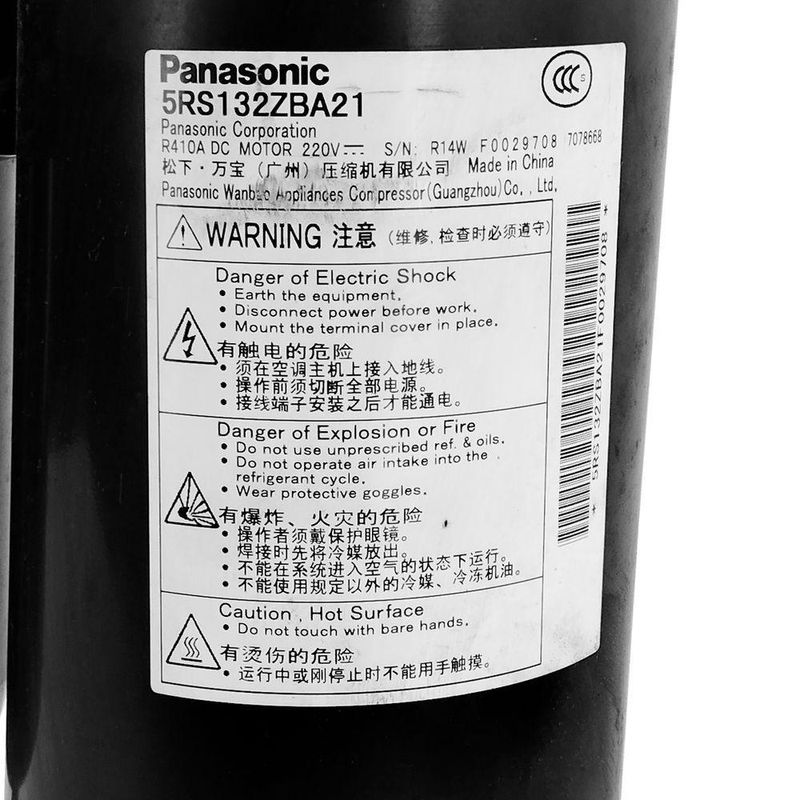 Panasonic
5RS132ZBA21
Panasonic Corporation
R410A DC MOTOR 220V⎓ S/N: R14W F0029708 7078668
松下·万宝（广州）压缩机有限公司 Made in China
Panasonic Wanbao Appliances Compressor(Guangzhou)Co., Ltd.
WARNING 注意（维修,检查时必须遵守）
Danger of Electric Shock
• Earth the equipment.
• Disconnect power before work.
• Mount the terminal cover in place.
有触电的危险
• 须在空调主机上接入地线。
• 操作前须切断全部电源。
• 接线端子安装之后才能通电。
Danger of Explosion or Fire
• Do not use unprescribed ref. & oils.
• Do not operate air intake into the
refrigerant cycle.
• Wear protective goggles.
有爆炸、火灾的危险
• 操作者须戴保护眼镜。
• 焊接时先将冷媒放出。
• 不能在系统进入空气的状态下运行。
• 不能使用规定以外的冷媒、冷冻机油。
Caution, Hot Surface
• Do not touch with bare hands.
有烫伤的危险
• 运行中或刚停止时不能用手触摸。
* 5RS132ZBA21F0029708 *
CCC S